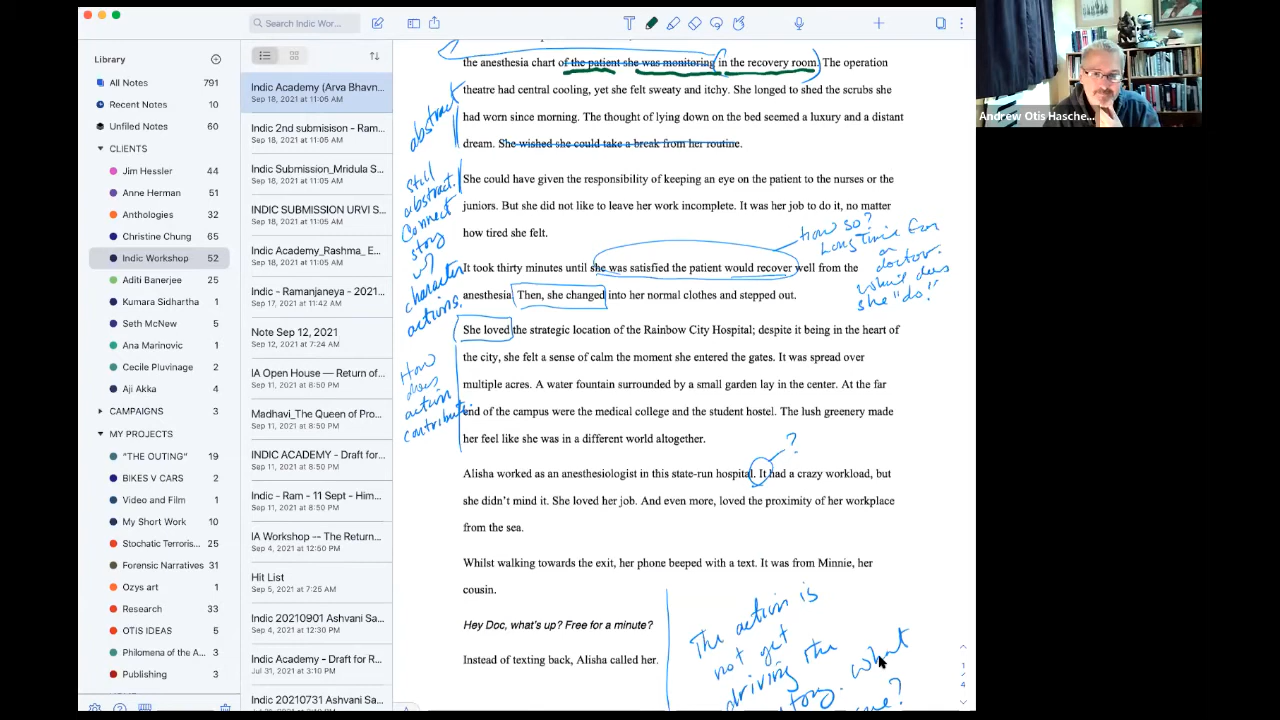 Search Indic Wor...
Library
All Notes 791
Recent Notes 10
Unfiled Notes 60
CLIENTS
Jim Hessler 44
Anne Herman 51
Anthologies 32
Christine Chung 65
Indic Workshop 52
Aditi Banerjee 25
Kumara Sidhartha 1
Seth McNew 3
Ana Marinovic 1
Cecile Pluvinage 2
Aji Akka 4
CAMPAIGNS 3
MY PROJECTS
"THE OUTING" 19
BIKES V CARS 2
Video and Film 1
My Short Work 10
Stochatic Terroris... 25
Forensic Narratives 31
Ozys art 1
Research 33
OTIS IDEAS 5
Philomena of the A... 3
Publishing 2
Indic Academy (Arva Bhavn...
Sep 18, 2021 at 11:05 AM
Indic 2nd submisison - Ram...
Sep 18, 2021 at 11:05 AM
Indic Submission_Mridula S...
Sep 18, 2021 at 11:05 AM
INDIC SUBMISSION URVI S...
Sep 18, 2021 at 11:05 AM
Indic Academy_Rashma_ E...
Sep 18, 2021 at 11:05 AM
Indic - Ramanjaneya - 2021...
Sep 17, 2021 at 11:42 AM
Note Sep 12, 2021
Sep 12, 2021 at 7:24 AM
IA Open House — Return of...
Sep 11, 2021 at 8:50 PM
Madhavi_The Queen of Pro...
Sep 11, 2021 at 8:50 PM
INDIC ACADEMY - Draft for...
Sep 11, 2021 at 8:50 PM
Indic - Ram - 11 Sept - Him...
Sep 11, 2021 at 8:50 PM
IA Workshop -- The Return...
Sep 4, 2021 at 12:50 PM
Hit List
Sep 5, 2021 at 7:25 AM
Indic 20210901 Ashvani Sa...
Sep 4, 2021 at 12:30 PM
Indic Academy - Draft for R...
Jul 31, 2021 at 3:10 PM
Indic 20210731 Ashvani Sa...
the anesthesia chart of the patient she was monitoring in the recovery room. The operation
theatre had central cooling, yet she felt sweaty and itchy. She longed to shed the scrubs she
had worn since morning. The thought of lying down on the bed seemed a luxury and a distant
dream. She wished she could take a break from her routine.
She could have given the responsibility of keeping an eye on the patient to the nurses or the
juniors. But she did not like to leave her work incomplete. It was her job to do it, no matter
how tired she felt.
It took thirty minutes until she was satisfied the patient would recover well from the
anesthesia. Then, she changed into her normal clothes and stepped out.
She loved the strategic location of the Rainbow City Hospital; despite it being in the heart of
the city, she felt a sense of calm the moment she entered the gates. It was spread over
multiple acres. A water fountain surrounded by a small garden lay in the center. At the far
end of the campus were the medical college and the student hostel. The lush greenery made
her feel like she was in a different world altogether.
Alisha worked as an anesthesiologist in this state-run hospital. It had a crazy workload, but
she didn't mind it. She loved her job. And even more, loved the proximity of her workplace
from the sea.
Whilst walking towards the exit, her phone beeped with a text. It was from Minnie, her
cousin.
Hey Doc, what's up? Free for a minute?
Instead of texting back, Alisha called her.
abstract
still
abstract.
Connect
story
character
actions.
How
does
action
contribute
how so?
Long time for
a
doctor.
What does
she "do."
?
The action is
not yet
driving the
story. What
1
4
Andrew Otis Hasche...